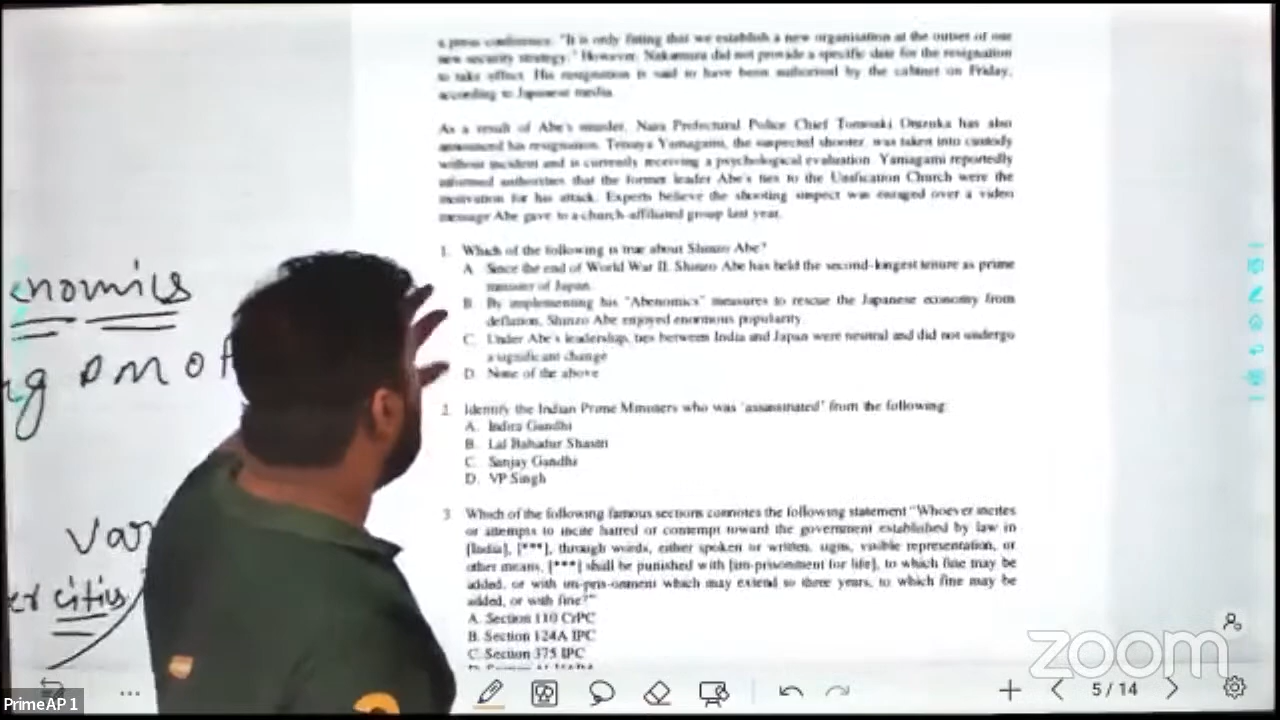 a press conference. "It is only fitting that we establish a new organisation at the outset of our
new security strategy." However, Nakamura did not provide a specific date for the resignation
to take effect. His resignation is said to have been authorised by the cabinet on Friday,
according to Japanese media.
As a result of Abe's murder, Nara Prefectural Police Chief Tomoaki Onizuka has also
announced his resignation. Tetsuya Yamagami, the suspected shooter, was taken into custody
without incident and is currently receiving a psychological evaluation. Yamagami reportedly
informed authorities that the former leader Abe's ties to the Unification Church were the
motivation for his attack. Experts believe the shooting suspect was enraged over a video
message Abe gave to a church-affiliated group last year.
1. Which of the following is true about Shinzo Abe?
A. Since the end of World War II, Shinzo Abe has held the second-longest tenure as prime
minister of Japan.
B. By implementing his "Abenomics" measures to rescue the Japanese economy from
enomics
deflation, Shinzo Abe enjoyed enormous popularity.
C. Under Abe's leadership, ties between India and Japan were neutral and did not undergo
a significant change
D. None of the above
2. Identify the Indian Prime Ministers who was 'assassinated' from the following:
A. Indira Gandhi
B. Lal Bahadur Shastri
C. Sanjay Gandhi
D. VP Singh
3. Which of the following famous sections connotes the following statement "Whoever incites
or attempts to incite hatred or contempt toward the government established by law in
[India], [***], through words, either spoken or written, signs, visible representation, or
other means, [***] shall be punished with [im-prisonment for life], to which fine may be
added, or with im-pris-onment which may extend to three years, to which fine may be
added, or with fine?"
A. Section 110 CrPC
B. Section 124A IPC
C. Section 375 IPC
er cities
zoom
5/14
PrimeAP 1